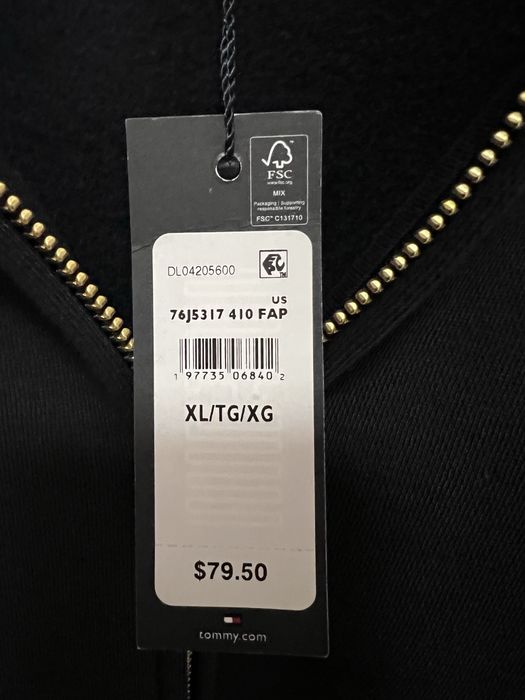 FSC
www.fsc.org
MIX
Packaging | Supporting
responsible forestry
FSC™ C131710
DL04205600
US
76J5317 410 FAP
1 97735 06840 2
XL/TG/XG
$79.50
tommy.com